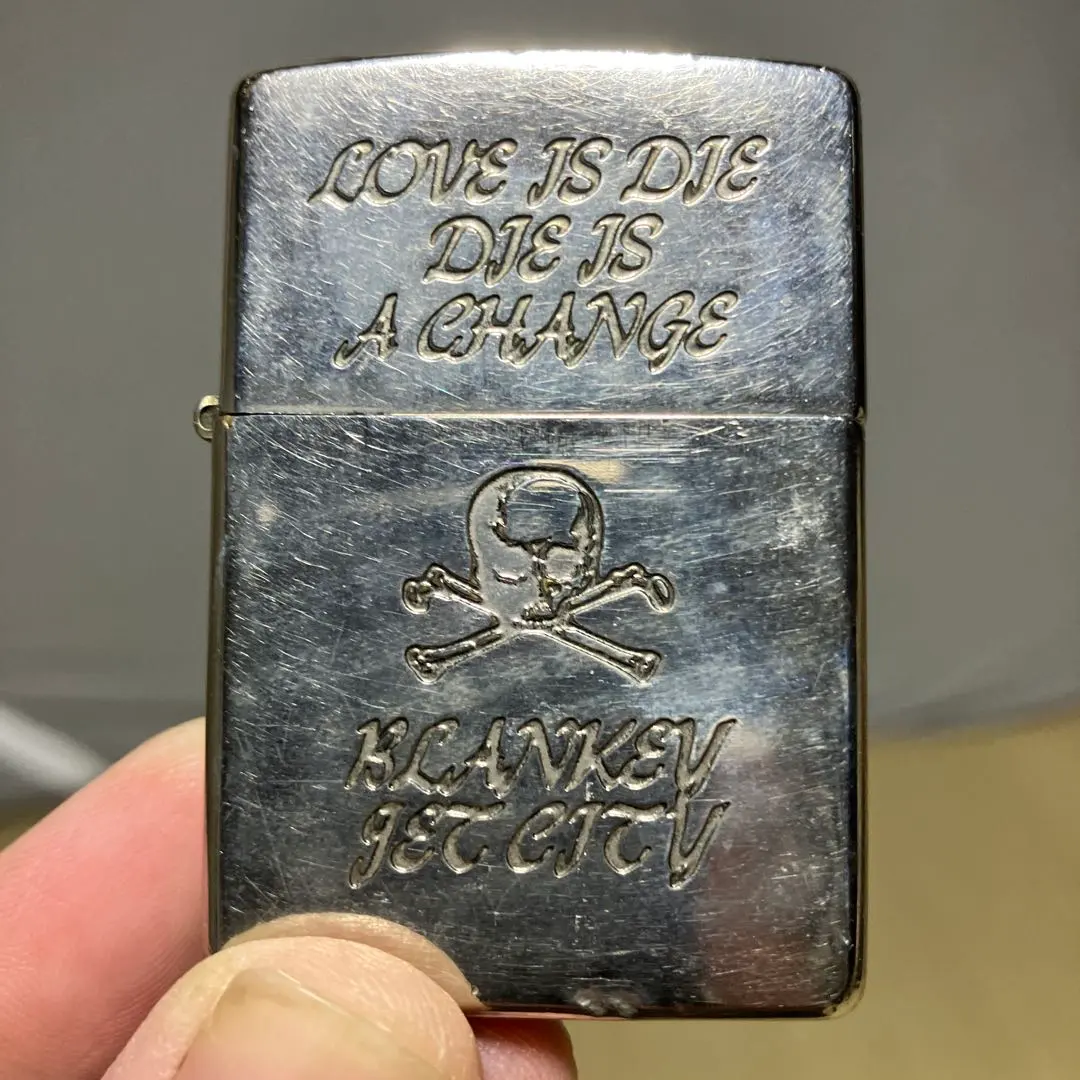 LOVE IS DIE
DIE IS
A CHANGE
BLANKEY
JET CITY